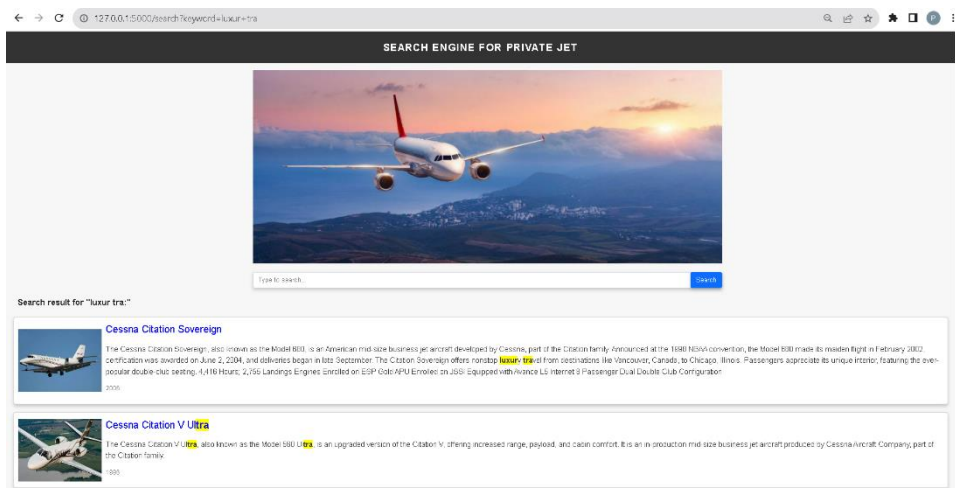 127.0.0.1:5000/search?keyword=luxur+tra
P
SEARCH ENGINE FOR PRIVATE JET
Type to search...
Search
Search result for "luxur tra:"
Cessna Citation Sovereign
The Cessna Citation Sovereign, also known as the Model 680, is an American mid-size business jet aircraft developed by Cessna, part of the Citation family. Announced at the 1998 NBAA convention, the Model 680 made its maiden flight in February 2002,
certification was awarded on June 2, 2004, and deliveries began in late September. The Citation Sovereign offers nonstop luxury travel from destinations like Vancouver, Canada, to Chicago, Illinois. Passengers appreciate its unique interior, featuring the ever-
popular double-club seating. 4,416 Hours; 2,755 Landings Engines Enrolled on ESP Gold APU Enrolled on JSSI Equipped with Avance L5 Internet 9 Passenger Dual Double Club Configuration
Cessna Citation V Ultra
The Cessna Citation V Ultra, also known as the Model 560 Ultra, is an upgraded version of the Citation V, offering increased range, payload, and cabin comfort. It is an in-production mid-size business jet aircraft produced by Cessna Aircraft Company, part of
the Citation family.